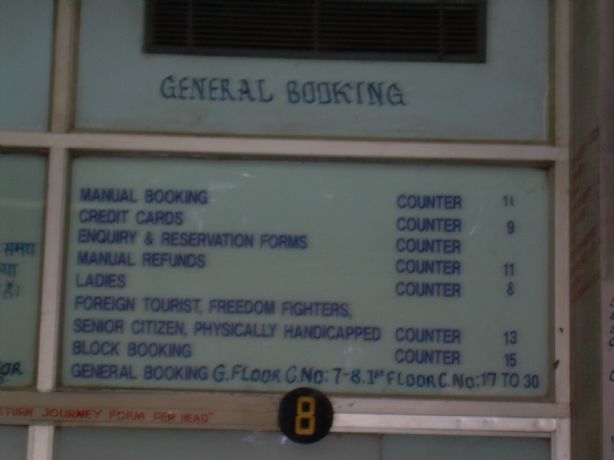 GENERAL BOOKING
MANUAL BOOKING COUNTER 11
CREDIT CARDS COUNTER 9
ENQUIRY & RESERVATION FORMS COUNTER
MANUAL REFUNDS COUNTER 11
LADIES COUNTER 8
FOREIGN TOURIST, FREEDOM FIGHTERS,
SENIOR CITIZEN, PHYSICALLY HANDICAPPED COUNTER 13
BLOCK BOOKING COUNTER 15
GENERAL BOOKING G.FLOOR C.NO: 7-8. 1ST FLOOR C.NO: 17 TO 30
समय
है।
ETURN JOURNEY FORM PER HEAD"
8